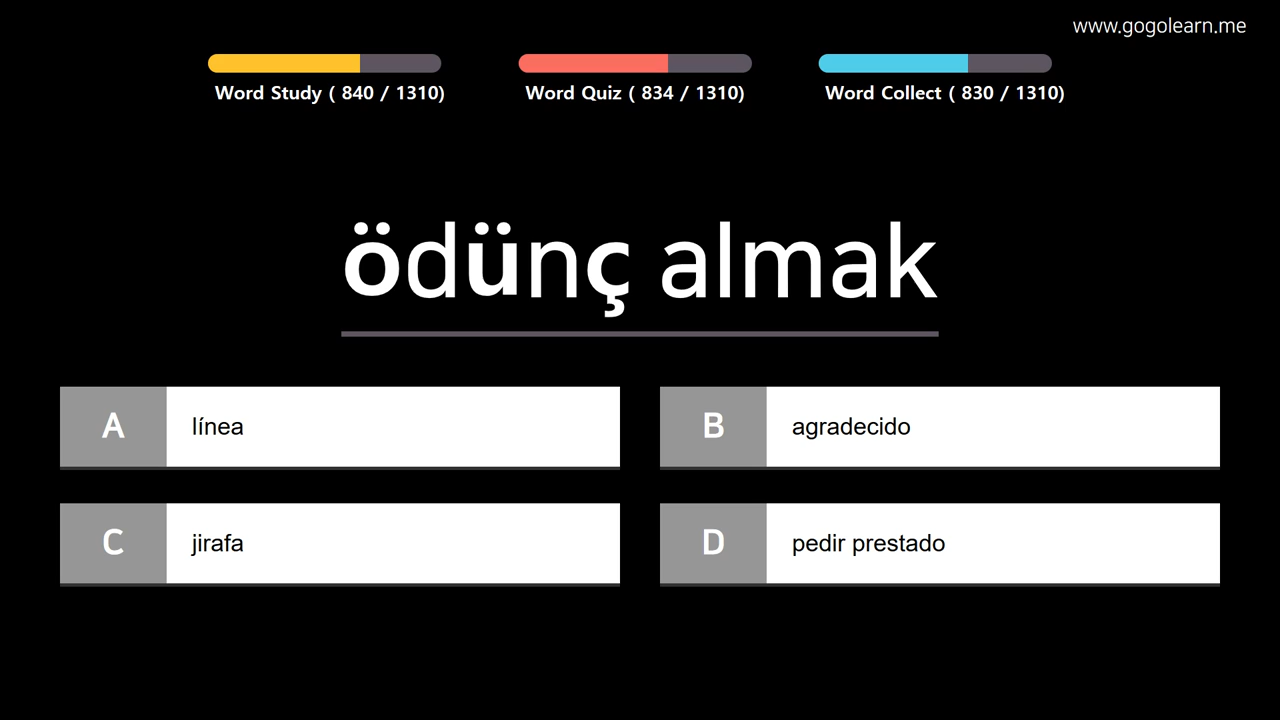 www.gogolearn.me
Word Study ( 840 / 1310)
Word Quiz ( 834 / 1310)
Word Collect ( 830 / 1310)
ödünç almak
A línea
B agradecido
C jirafa
D pedir prestado